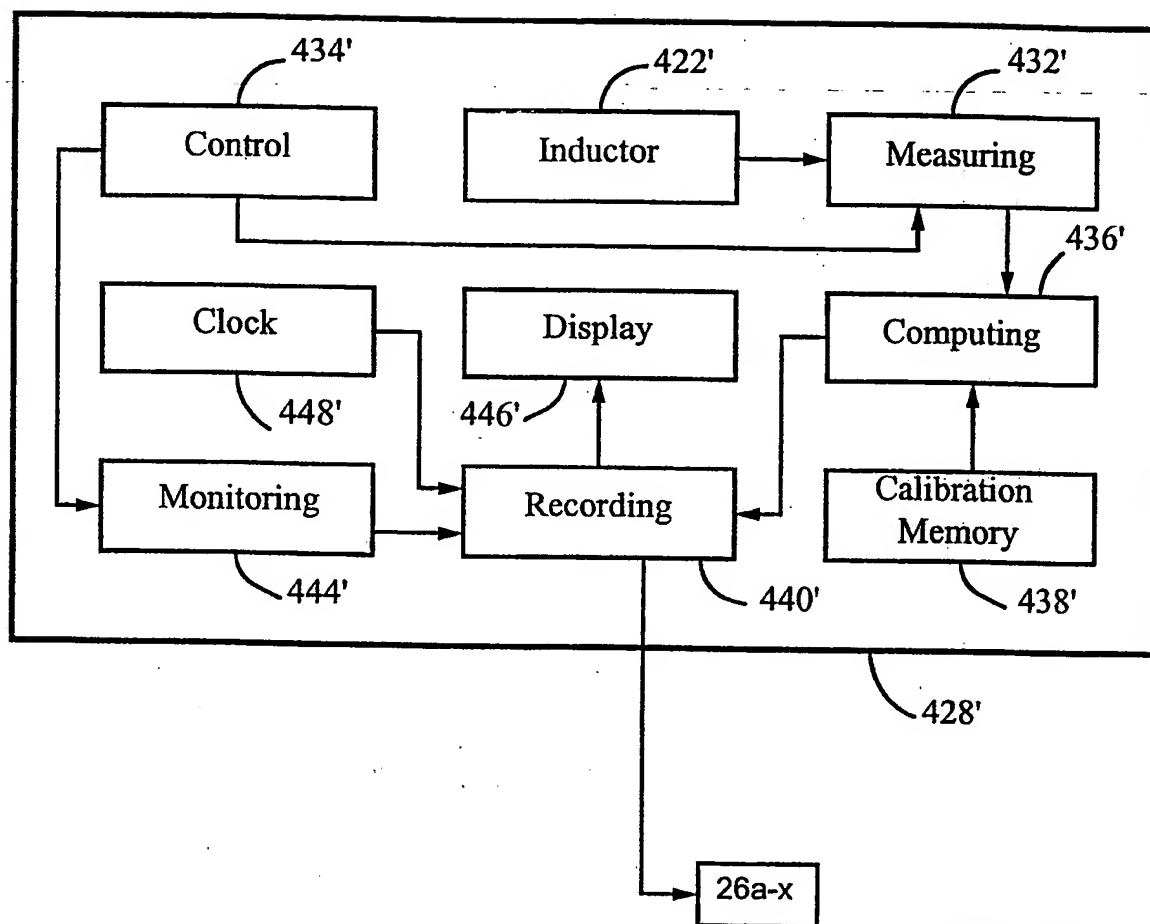 434'
422'
432'
Control
Inductor
Measuring
436'
Clock
Display
Computing
448'
446'
Monitoring
Recording
Calibration
Memory
444'
440'
438'
428'
26a-x